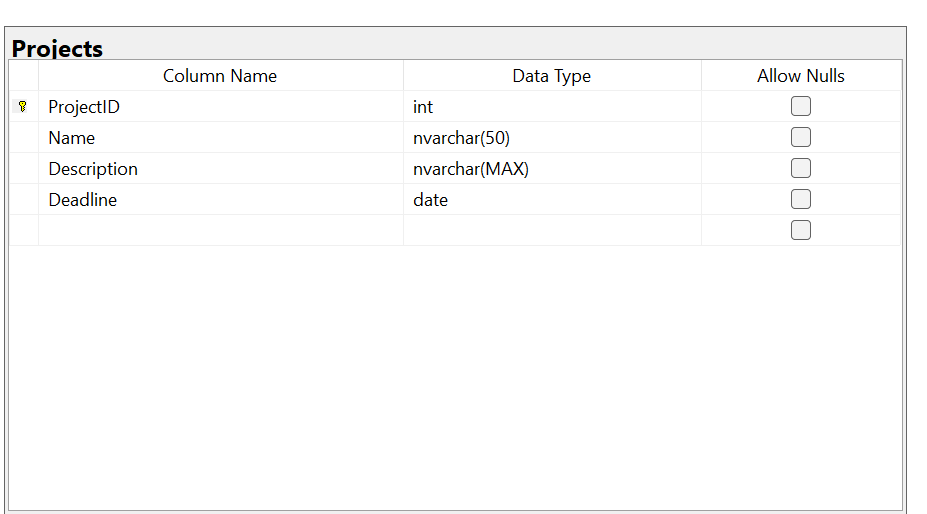 Projects
Column Name Data Type Allow Nulls
ProjectID int
Name nvarchar(50)
Description nvarchar(MAX)
Deadline date